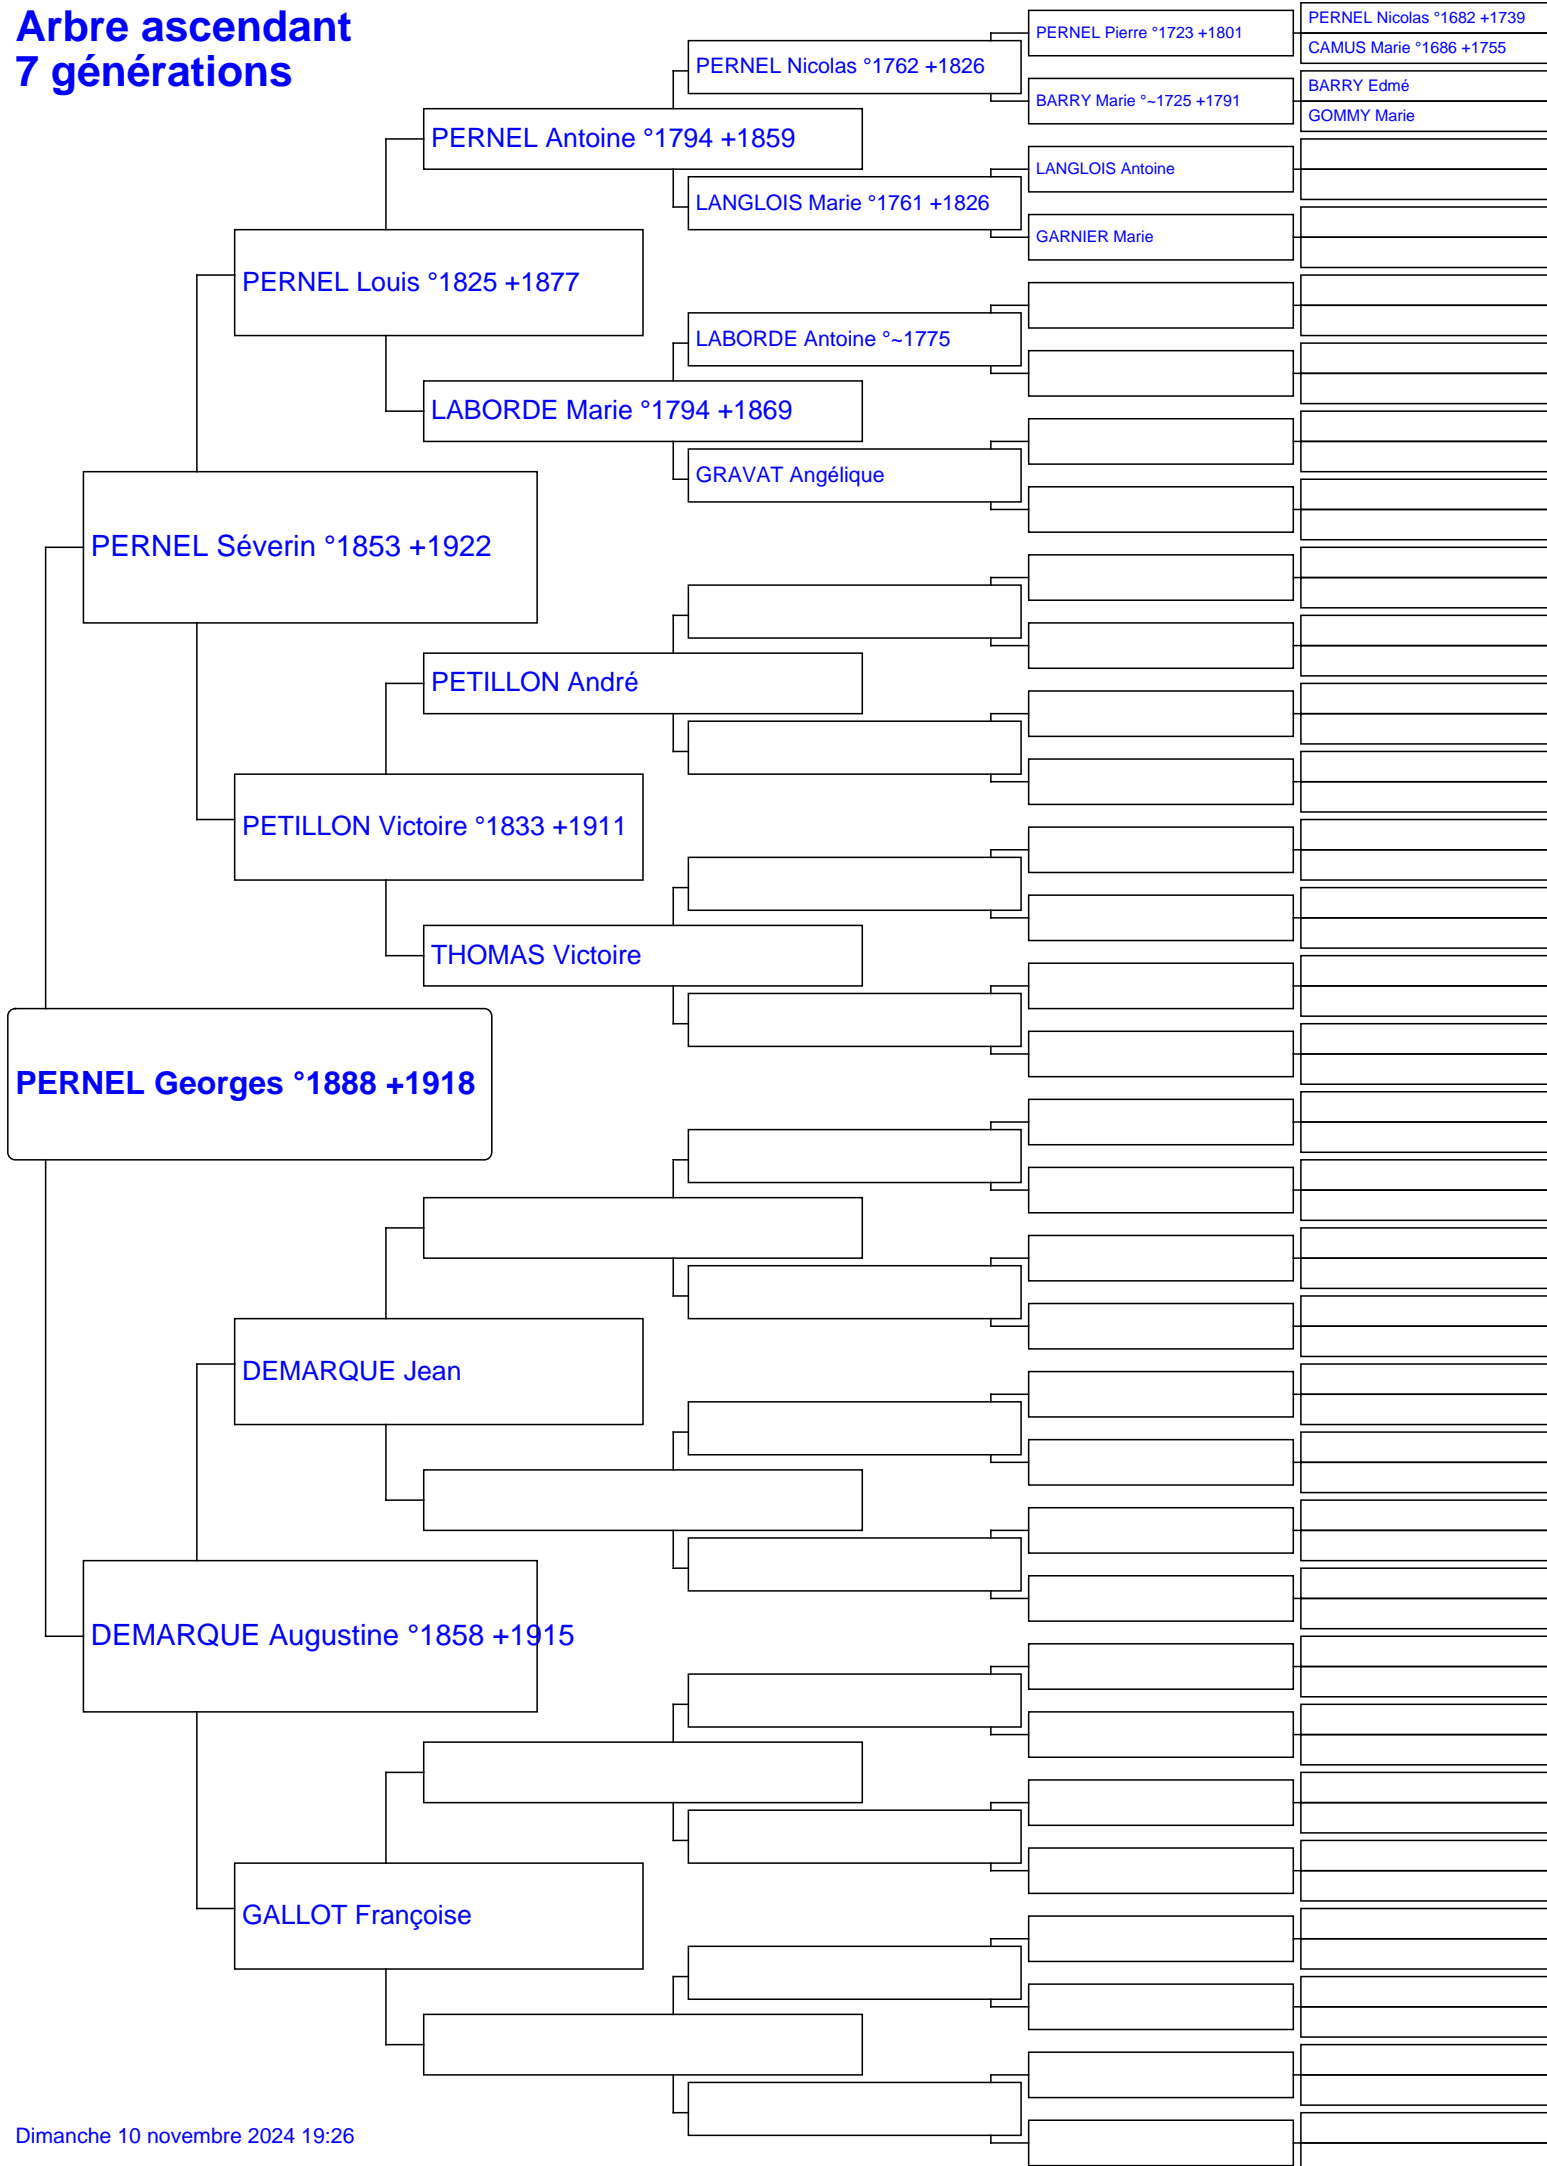 Arbre ascendant
7 générations
PERNEL Nicolas °1682 +1739
PERNEL Pierre °1723 +1801
CAMUS Marie °1686 +1755
PERNEL Nicolas °1762 +1826
BARRY Edmé
BARRY Marie °~1725 +1791
GOMMY Marie
PERNEL Antoine °1794 +1859
LANGLOIS Antoine
LANGLOIS Marie °1761 +1826
GARNIER Marie
PERNEL Louis °1825 +1877
LABORDE Antoine °~1775
LABORDE Marie °1794 +1869
GRAVAT Angélique
PERNEL Séverin °1853 +1922
PETILLON André
PETILLON Victoire °1833 +1911
THOMAS Victoire
PERNEL Georges °1888 +1918
DEMARQUE Jean
DEMARQUE Augustine °1858 +1915
GALLOT Françoise
Dimanche 10 novembre 2024 19:26